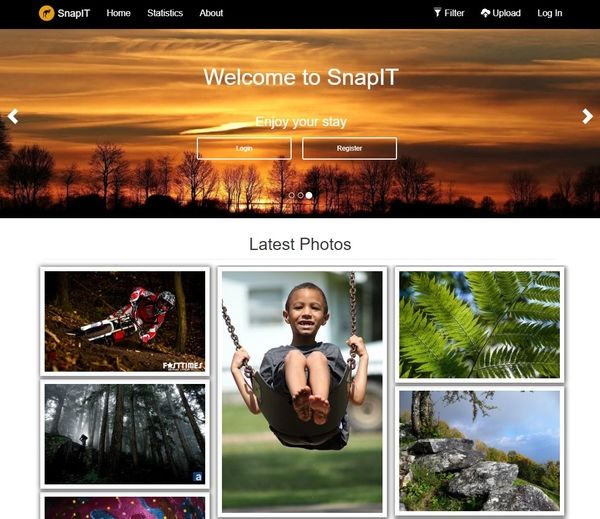 SnapIT Home Statistics About Filter Upload Log In
Welcome to SnapIT
Enjoy your stay
Login Register
Latest Photos
FASTTIMES
a